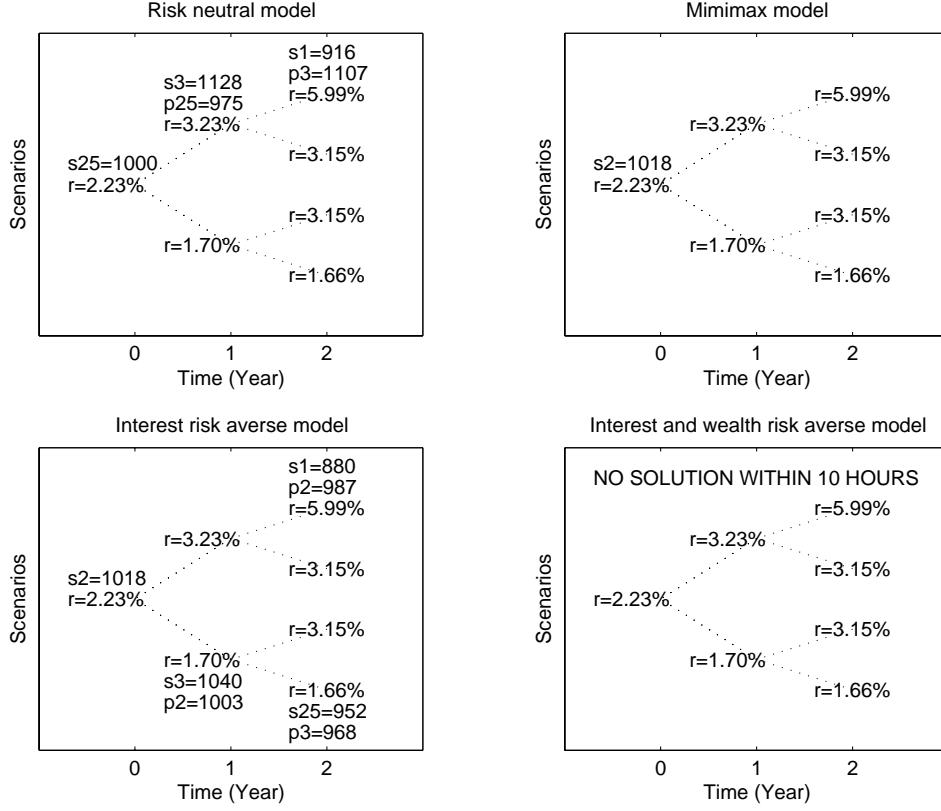 Risk neutral model
s1=916
p3=1107
r=5.99%
s3=1128
p25=975
r=3.23%
r=3.15%
s25=1000
r=2.23%
r=3.15%
r=1.70%
r=1.66%
Scenarios
0 1 2
Time (Year)
Mimimax model
r=5.99%
r=3.23%
r=3.15%
s2=1018
r=2.23%
r=3.15%
r=1.70%
r=1.66%
Scenarios
0 1 2
Time (Year)
Interest risk averse model
s1=880
p2=987
r=5.99%
r=3.23%
r=3.15%
s2=1018
r=2.23%
r=3.15%
r=1.70%
s3=1040
p2=1003
r=1.66%
s25=952
p3=968
Scenarios
0 1 2
Time (Year)
Interest and wealth risk averse model
NO SOLUTION WITHIN 10 HOURS
r=5.99%
r=3.23%
r=3.15%
r=2.23%
r=3.15%
r=1.70%
r=1.66%
Scenarios
0 1 2
Time (Year)